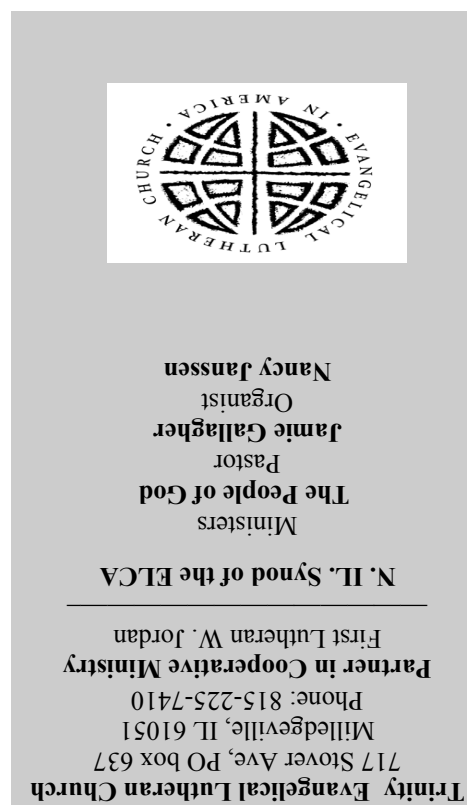 Trinity Evangelical Lutheran Church
717 Stover Ave, PO box 637
Milledgeville, IL 61051
Phone: 815-225-7410
Partner in Cooperative Ministry
First Lutheran W. Jordan
N. IL. Synod of the ELCA
Ministers
The People of God
Pastor
Jamie Gallagher
Organist
Nancy Janssen
EVANGELICAL LUTHERAN CHURCH • IN AMERICA •